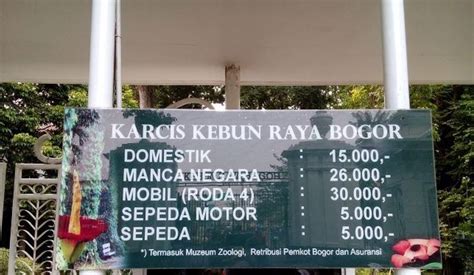 KARCIS KEBUN RAYA BOGOR
DOMESTIK : 15.000,-
MANCA NEGARA : 26.000,-
MOBIL (RODA 4) : 30.000,-
SEPEDA MOTOR : 5.000,-
SEPEDA : 5.000,-
*) Termasuk Muzeum Zoologi, Retribusi Pemkot Bogor dan Asuransi